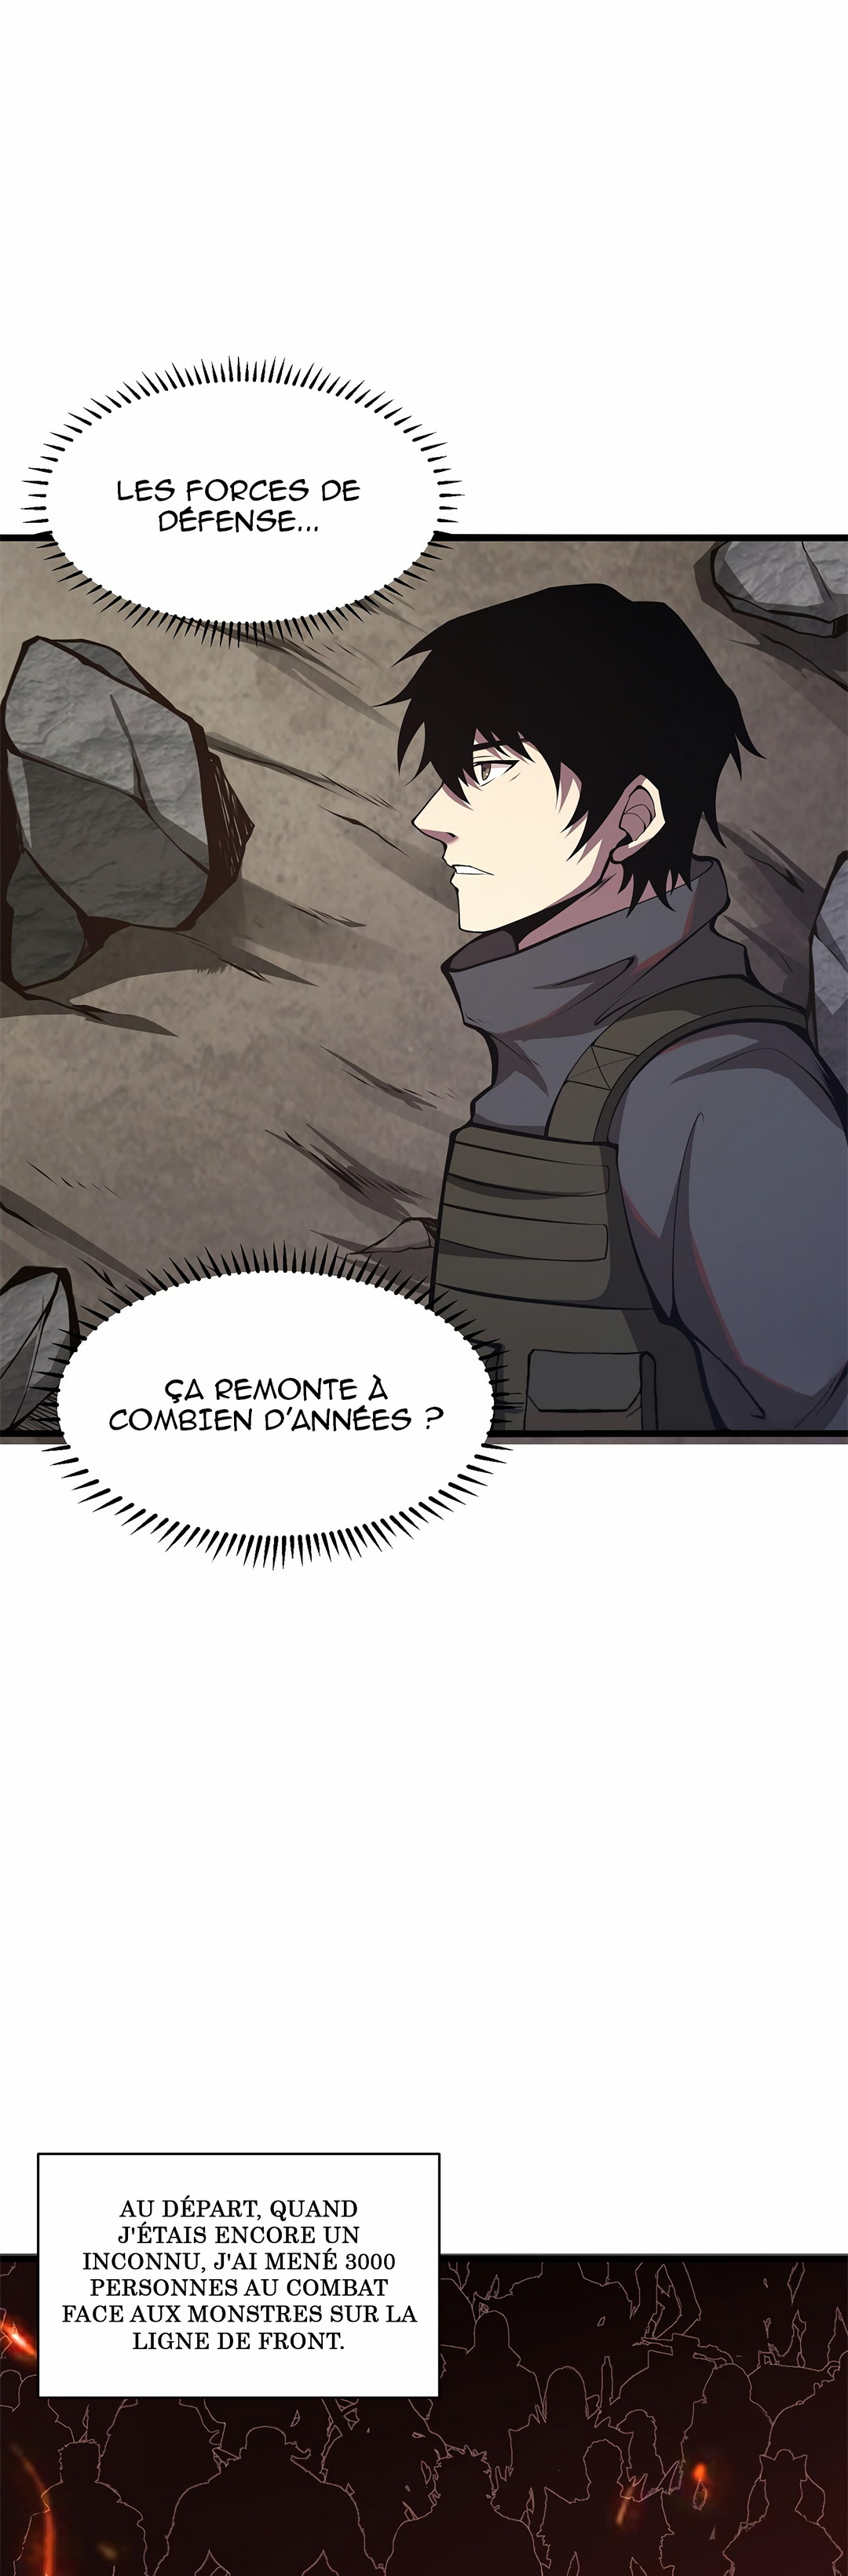 LES FORCES DE
DÉFENSE...
ÇA REMONTE À
COMBIEN D'ANNÉES ?
AU DÉPART, QUAND
J'ÉTAIS ENCORE UN
INCONNU, J'AI MENÉ 3000
PERSONNES AU COMBAT
FACE AUX MONSTRES SUR LA
LIGNE DE FRONT.